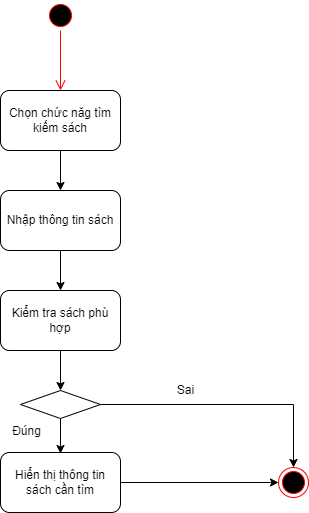 Chọn chức năg tìm
kiếm sách
Nhập thông tin sách
Kiểm tra sách phù
hợp
Sai
Đúng
Hiển thị thông tin
sách cần tìm